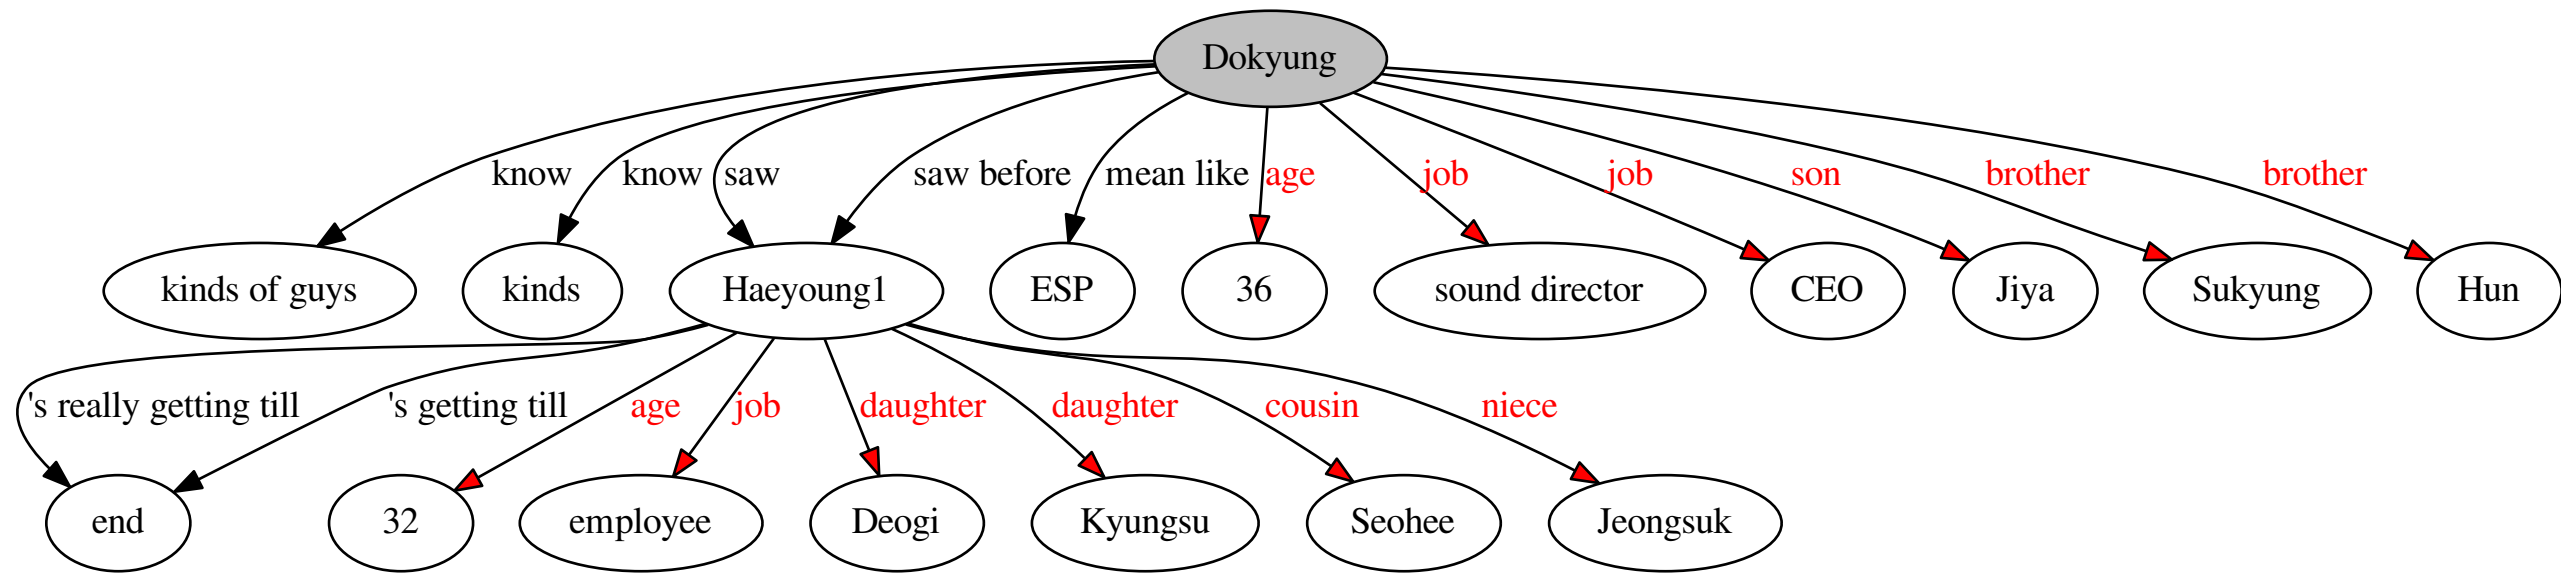 Dokyung
know know saw saw before mean like age job job son brother brother
kinds of guys kinds Haeyoung1 ESP 36 sound director CEO Jiya Sukyung Hun
's really getting till 's getting till age job daughter daughter cousin niece
end 32 employee Deogi Kyungsu Seohee Jeongsuk